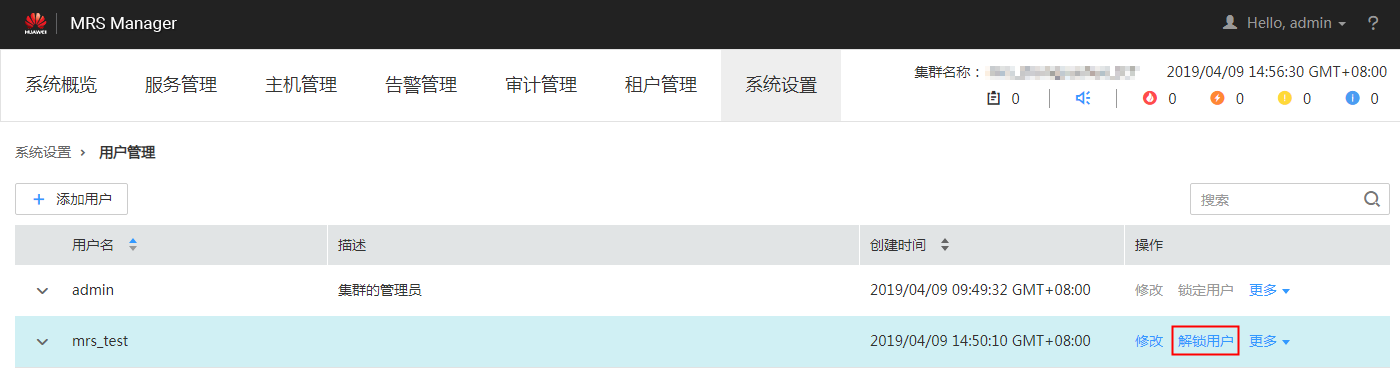 HUAWEI MRS Manager Hello, admin ?
系统概览 服务管理 主机管理 告警管理 审计管理 租户管理 系统设置 集群名称： 2019/04/09 14:56:30 GMT+08:00
0 0 0 0 0
系统设置 › 用户管理
+ 添加用户 搜索
用户名 描述 创建时间 操作
admin 集群的管理员 2019/04/09 09:49:32 GMT+08:00 修改 锁定用户 更多
mrs_test 2019/04/09 14:50:10 GMT+08:00 修改 解锁用户 更多